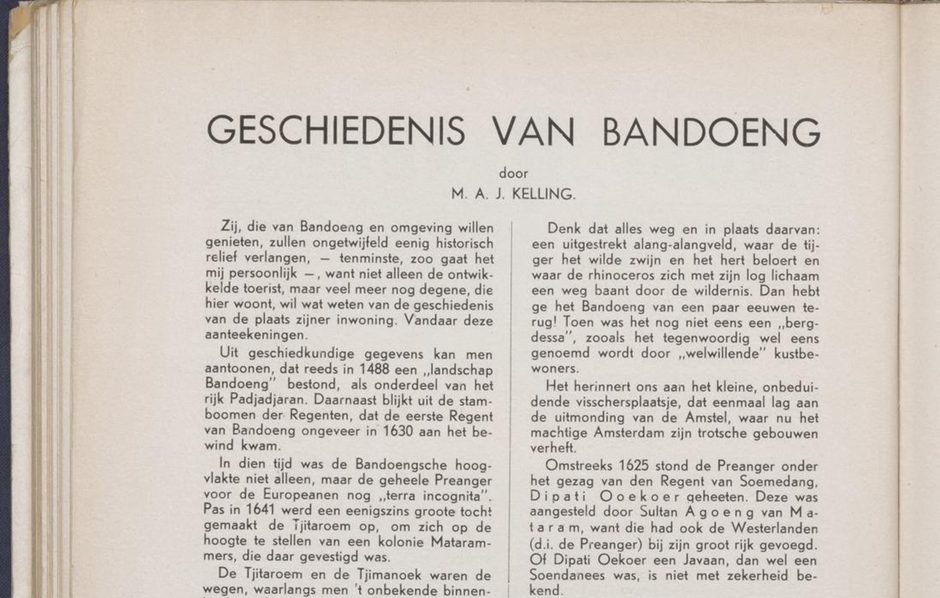 GESCHIEDENIS VAN BANDOENG
door
M. A. J. KELLING.
Zij, die van Bandoeng en omgeving willen
genieten, zullen ongetwijfeld eenig historisch
relief verlangen, — tenminste, zoo gaat het
mij persoonlijk —, want niet alleen de ontwik-
kelde toerist, maar veel meer nog degene, die
hier woont, wil wat weten van de geschiedenis
van de plaats zijner inwoning. Vandaar deze
aanteekeningen.
Uit geschiedkundige gegevens kan men
aantoonen, dat reeds in 1488 een „landschap
Bandoeng” bestond, als onderdeel van het
rijk Padjadjaran. Daarnaast blijkt uit de stam-
boomen der Regenten, dat de eerste Regent
van Bandoeng ongeveer in 1630 aan het be-
wind kwam.
In dien tijd was de Bandoengsche hoog-
vlakte niet alleen, maar de geheele Preanger
voor de Europeanen nog „terra incognita”.
Pas in 1641 werd een eenigszins groote tocht
gemaakt de Tjitaroem op, om zich op de
hoogte te stellen van een kolonie Mataram-
mers, die daar gevestigd was.
De Tjitaroem en de Tjimanoek waren de
wegen, waarlangs men 't onbekende binnen-
Denk dat alles weg en in plaats daarvan:
een uitgestrekt alang-alangveld, waar de tij-
ger het wilde zwijn en het hert beloert en
waar de rhinoceros zich met zijn log lichaam
een weg baant door de wildernis. Dan hebt
ge het Bandoeng van een paar eeuwen te-
rug! Toen was het nog niet eens een „berg-
dessa”, zooals het tegenwoordig wel eens
genoemd wordt door „welwillende” kustbe-
woners.
Het herinnert ons aan het kleine, onbedui-
dende visschersplaatsje, dat eenmaal lag aan
de uitmonding van de Amstel, waar nu het
machtige Amsterdam zijn trotsche gebouwen
verheft.
Omstreeks 1625 stond de Preanger onder
het gezag van den Regent van Soemedang,
Dipati Ooekoer geheeten. Deze was
aangesteld door Sultan Agoeng van Ma-
taram, want die had ook de Westerlanden
(d.i. de Preanger) bij zijn groot rijk gevoegd.
Of Dipati Oekoer een Javaan, dan wel een
Soendanees was, is niet met zekerheid be-
kend.